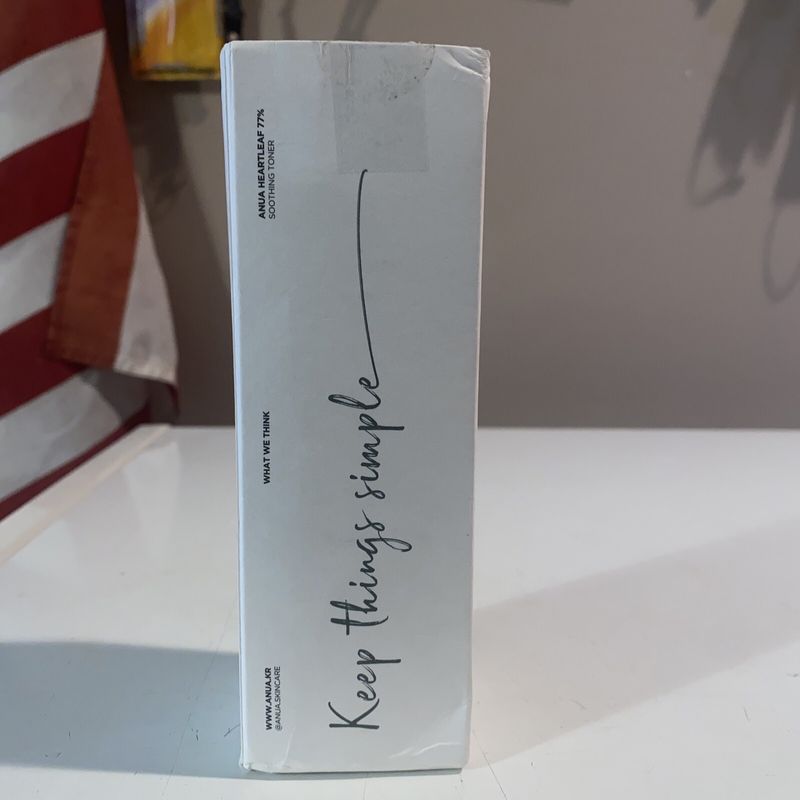 WWW.ANUA.KR
@ANUA.SKINCARE
WHAT WE THINK
ANUA HEARTLEAF 77%
SOOTHING TONER
Keep things simple